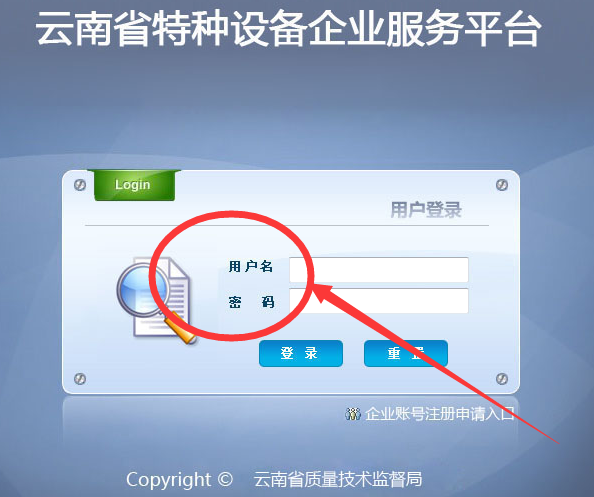 云南省特种设备企业服务平台
Login
用户登录
用户名
密 码
登 录 重 置
企业账号注册申请入口
Copyright © 云南省质量技术监督局